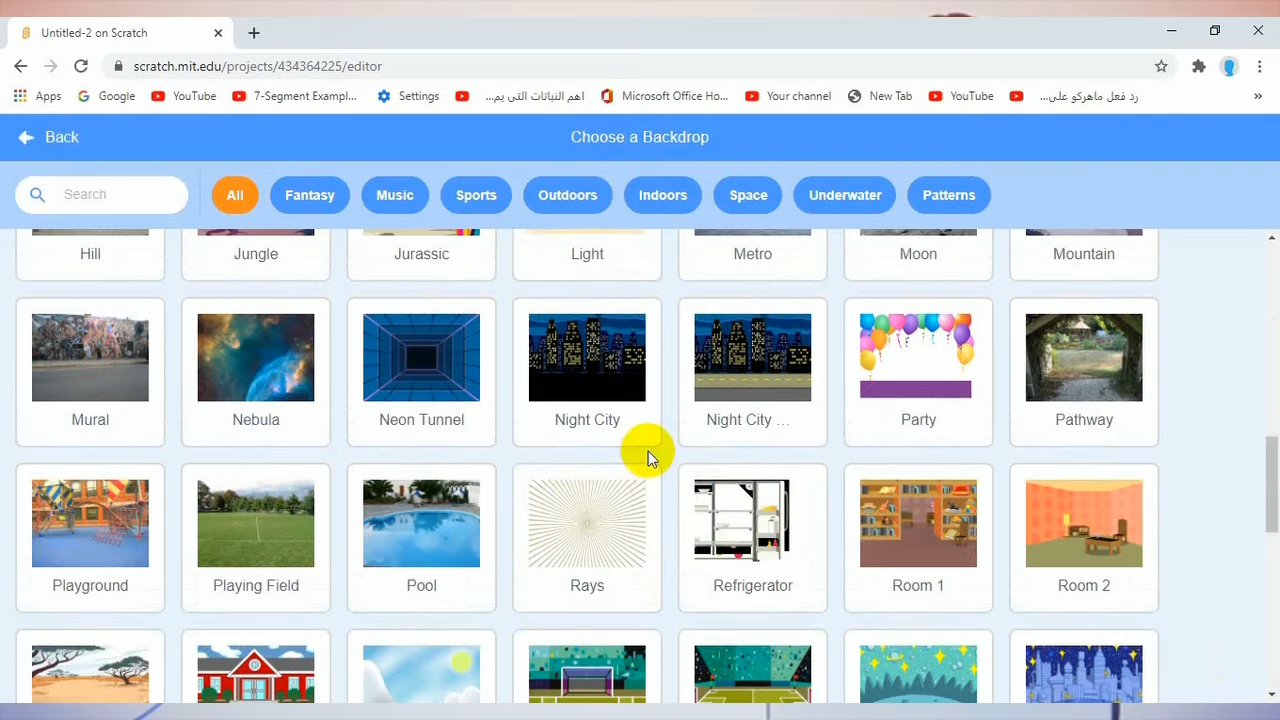 Untitled-2 on Scratch
scratch.mit.edu/projects/434364225/editor
Apps Google YouTube 7-Segment Exampl... Settings اهم النباتات التى يم... Microsoft Office Ho... Your channel New Tab YouTube رد فعل ماهركو على... »
Back Choose a Backdrop
Search All Fantasy Music Sports Outdoors Indoors Space Underwater Patterns
Hill Jungle Jurassic Light Metro Moon Mountain
Mural Nebula Neon Tunnel Night City Night City ... Party Pathway
Playground Playing Field Pool Rays Refrigerator Room 1 Room 2